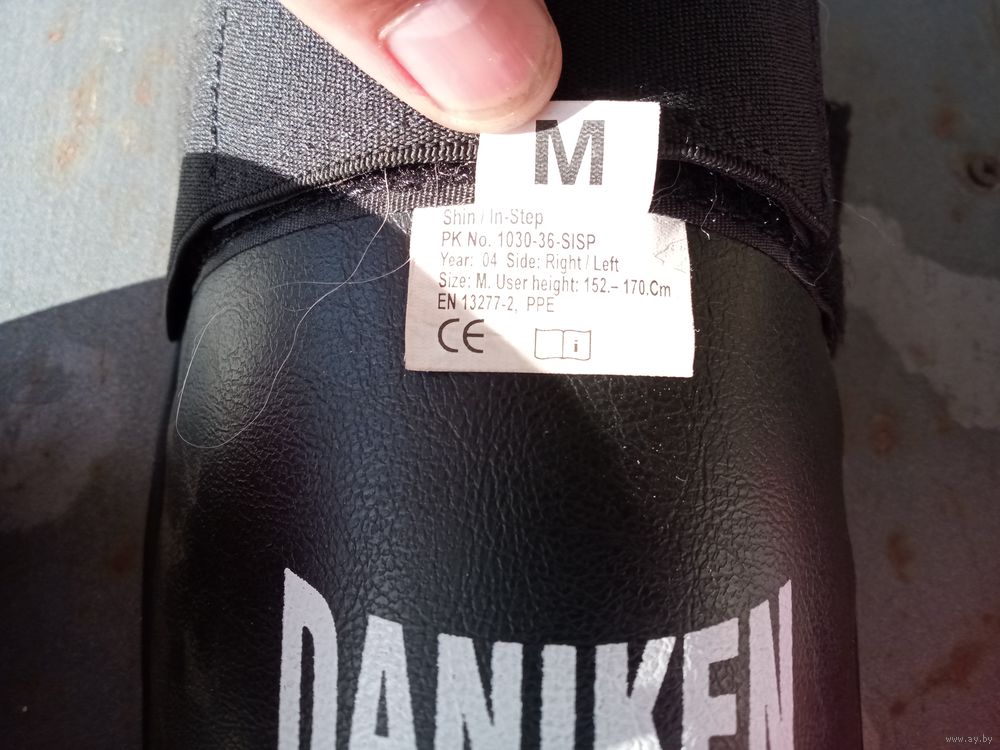 M
Shin / In-Step
PK No. 1030-36-SISP
Year: 04 Side: Right / Left
Size: M. User height: 152.– 170.Cm
EN 13277-2, PPE
CE i
DANIKEN
www.ay.by